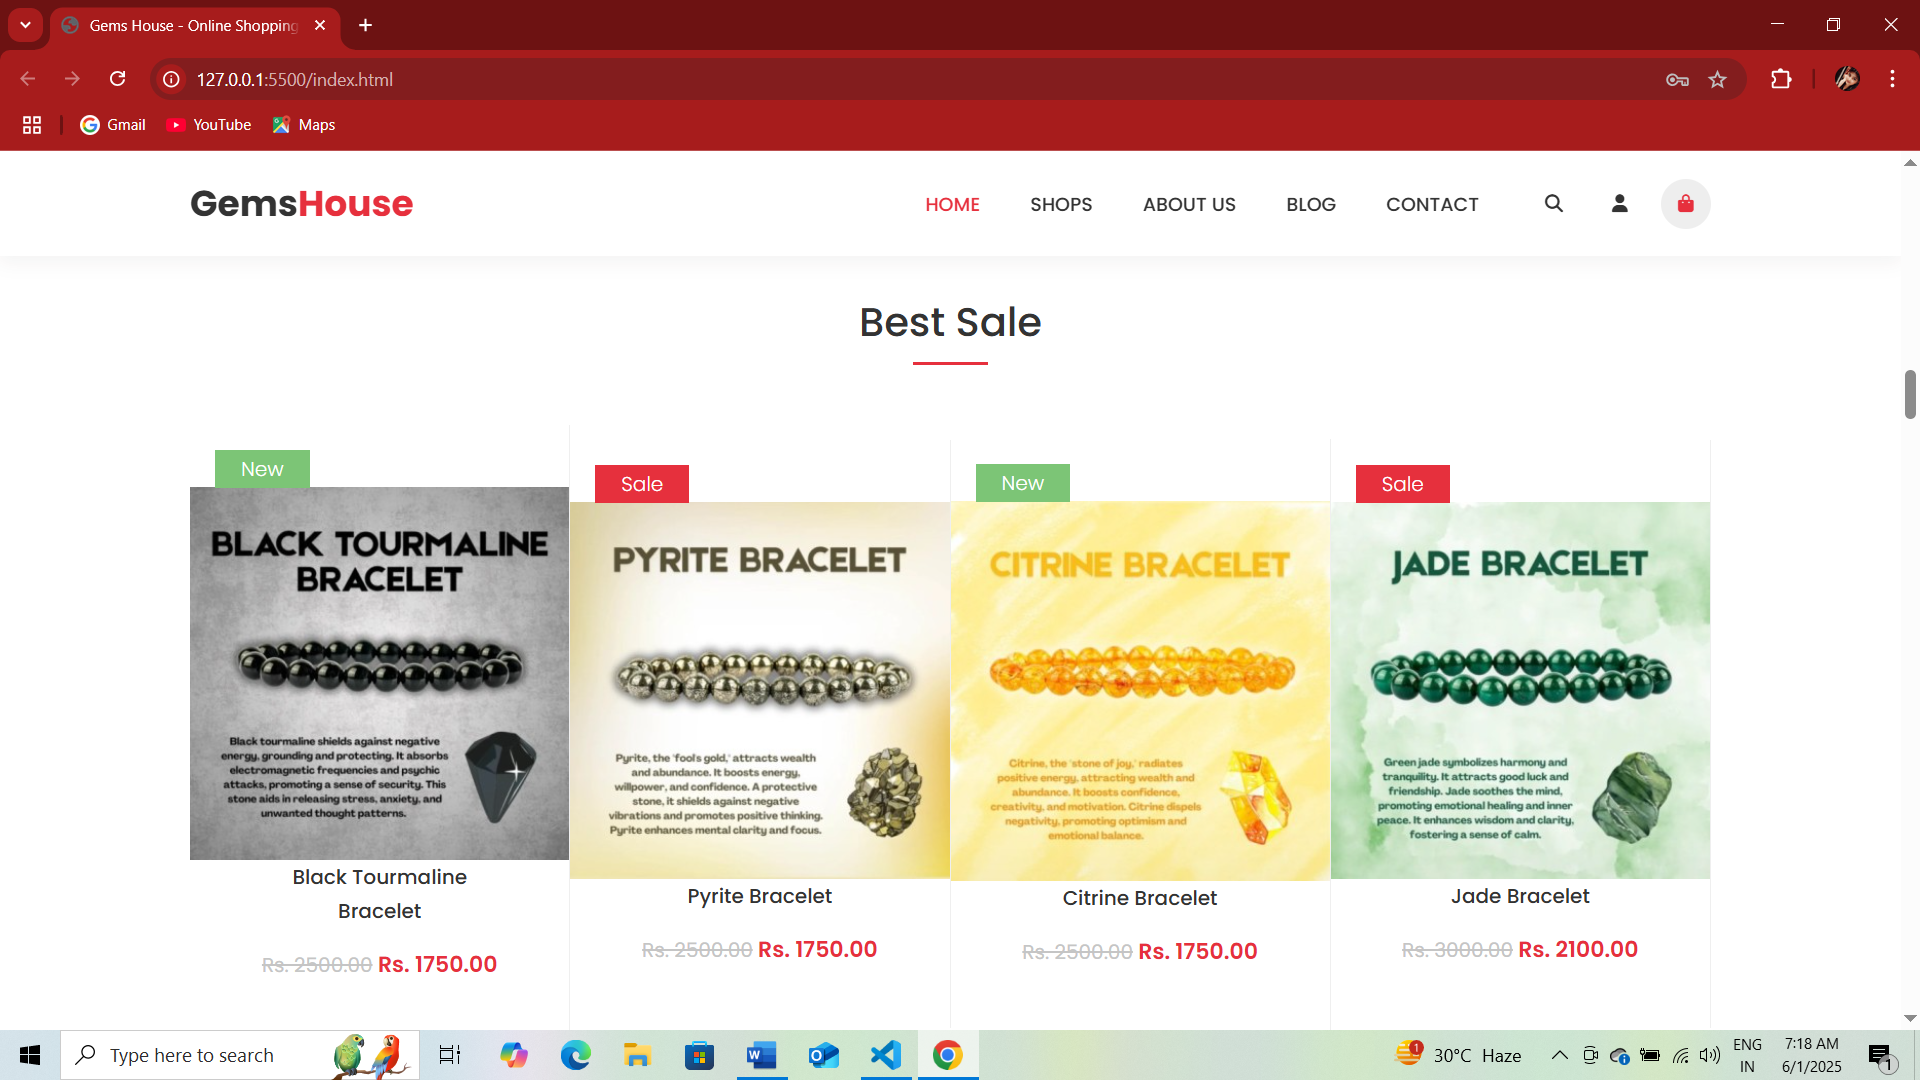 Gems House - Online Shopping
127.0.0.1:5500/index.html
Gmail
YouTube
Maps
GemsHouse
HOME
SHOPS
ABOUT US
BLOG
CONTACT
Best Sale
New
BLACK TOURMALINE
BRACELET
Black tourmaline shields against negative
energy, grounding and protecting. It absorbs
electromagnetic frequencies and psychic
attacks, promoting a sense of security. This
stone aids in releasing stress, anxiety, and
unwanted thought patterns.
Black Tourmaline
Bracelet
Rs. 2500.00 Rs. 1750.00
Sale
PYRITE BRACELET
Pyrite, the 'fool's gold,' attracts wealth
and abundance. It boosts energy,
willpower, and confidence. A protective
stone, it shields against negative
vibrations and promotes positive thinking.
Pyrite enhances mental clarity and focus.
Pyrite Bracelet
Rs. 2500.00 Rs. 1750.00
New
CITRINE BRACELET
Citrine, the 'stone of joy,' radiates
positive energy, attracting wealth and
abundance. It boosts confidence,
creativity, and motivation. Citrine dispels
negativity, promoting optimism and
emotional balance.
Citrine Bracelet
Rs. 2500.00 Rs. 1750.00
Sale
JADE BRACELET
Green jade symbolizes harmony and
tranquility. It attracts good luck and
friendship. Jade soothes the mind,
promoting emotional healing and inner
peace. It enhances wisdom and clarity,
fostering a sense of calm.
Jade Bracelet
Rs. 3000.00 Rs. 2100.00
Type here to search
1
30°C Haze
ENG
IN
7:18 AM
6/1/2025
1